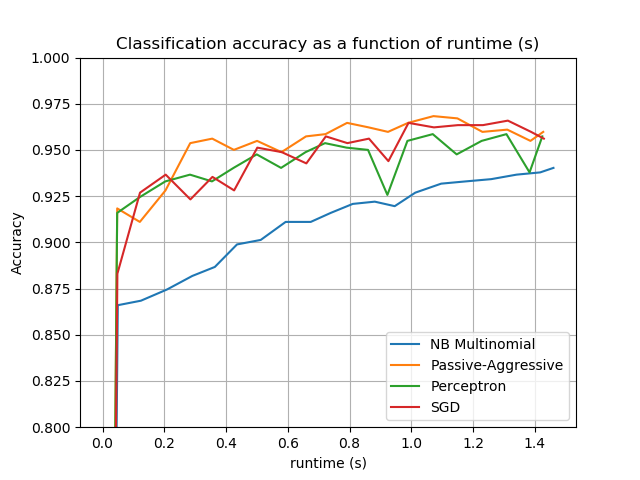 Classification accuracy as a function of runtime (s)
1.000
0.975
0.950
0.925
0.900
0.875
0.850
0.825
0.800
Accuracy
NB Multinomial
Passive-Aggressive
Perceptron
SGD
0.0 0.2 0.4 0.6 0.8 1.0 1.2 1.4
runtime (s)